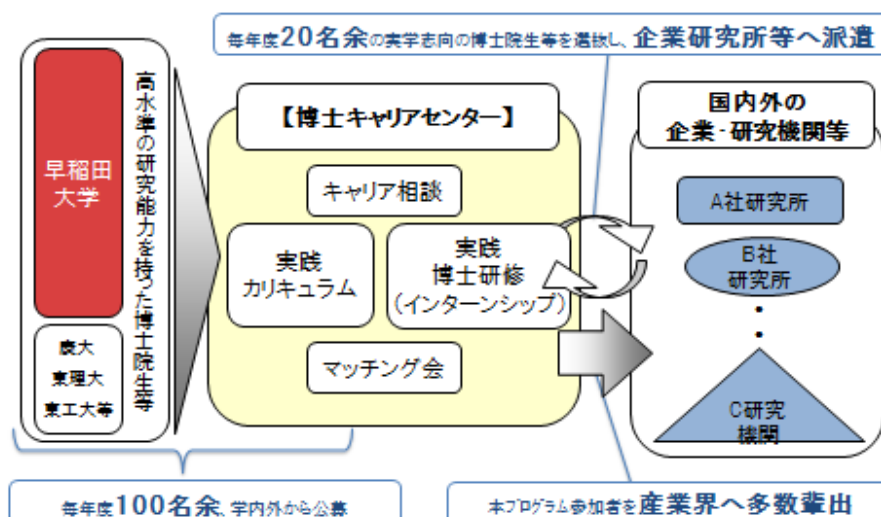 毎年度20名余の実学志向の博士院生等を選抜し、企業研究所等へ派遣
早稲田
大学
高水準の研究能力を持った博士院生等
慶大
東理大
東工大等
【博士キャリアセンター】
キャリア相談
実践
カリキュラム
実践
博士研修
（インターンシップ）
マッチング会
国内外の
企業・研究機関等
A社研究所
B社
研究所
・
・
C研究
機関
毎年度100名余、学内外から公募
本プログラム参加者を産業界へ多数輩出